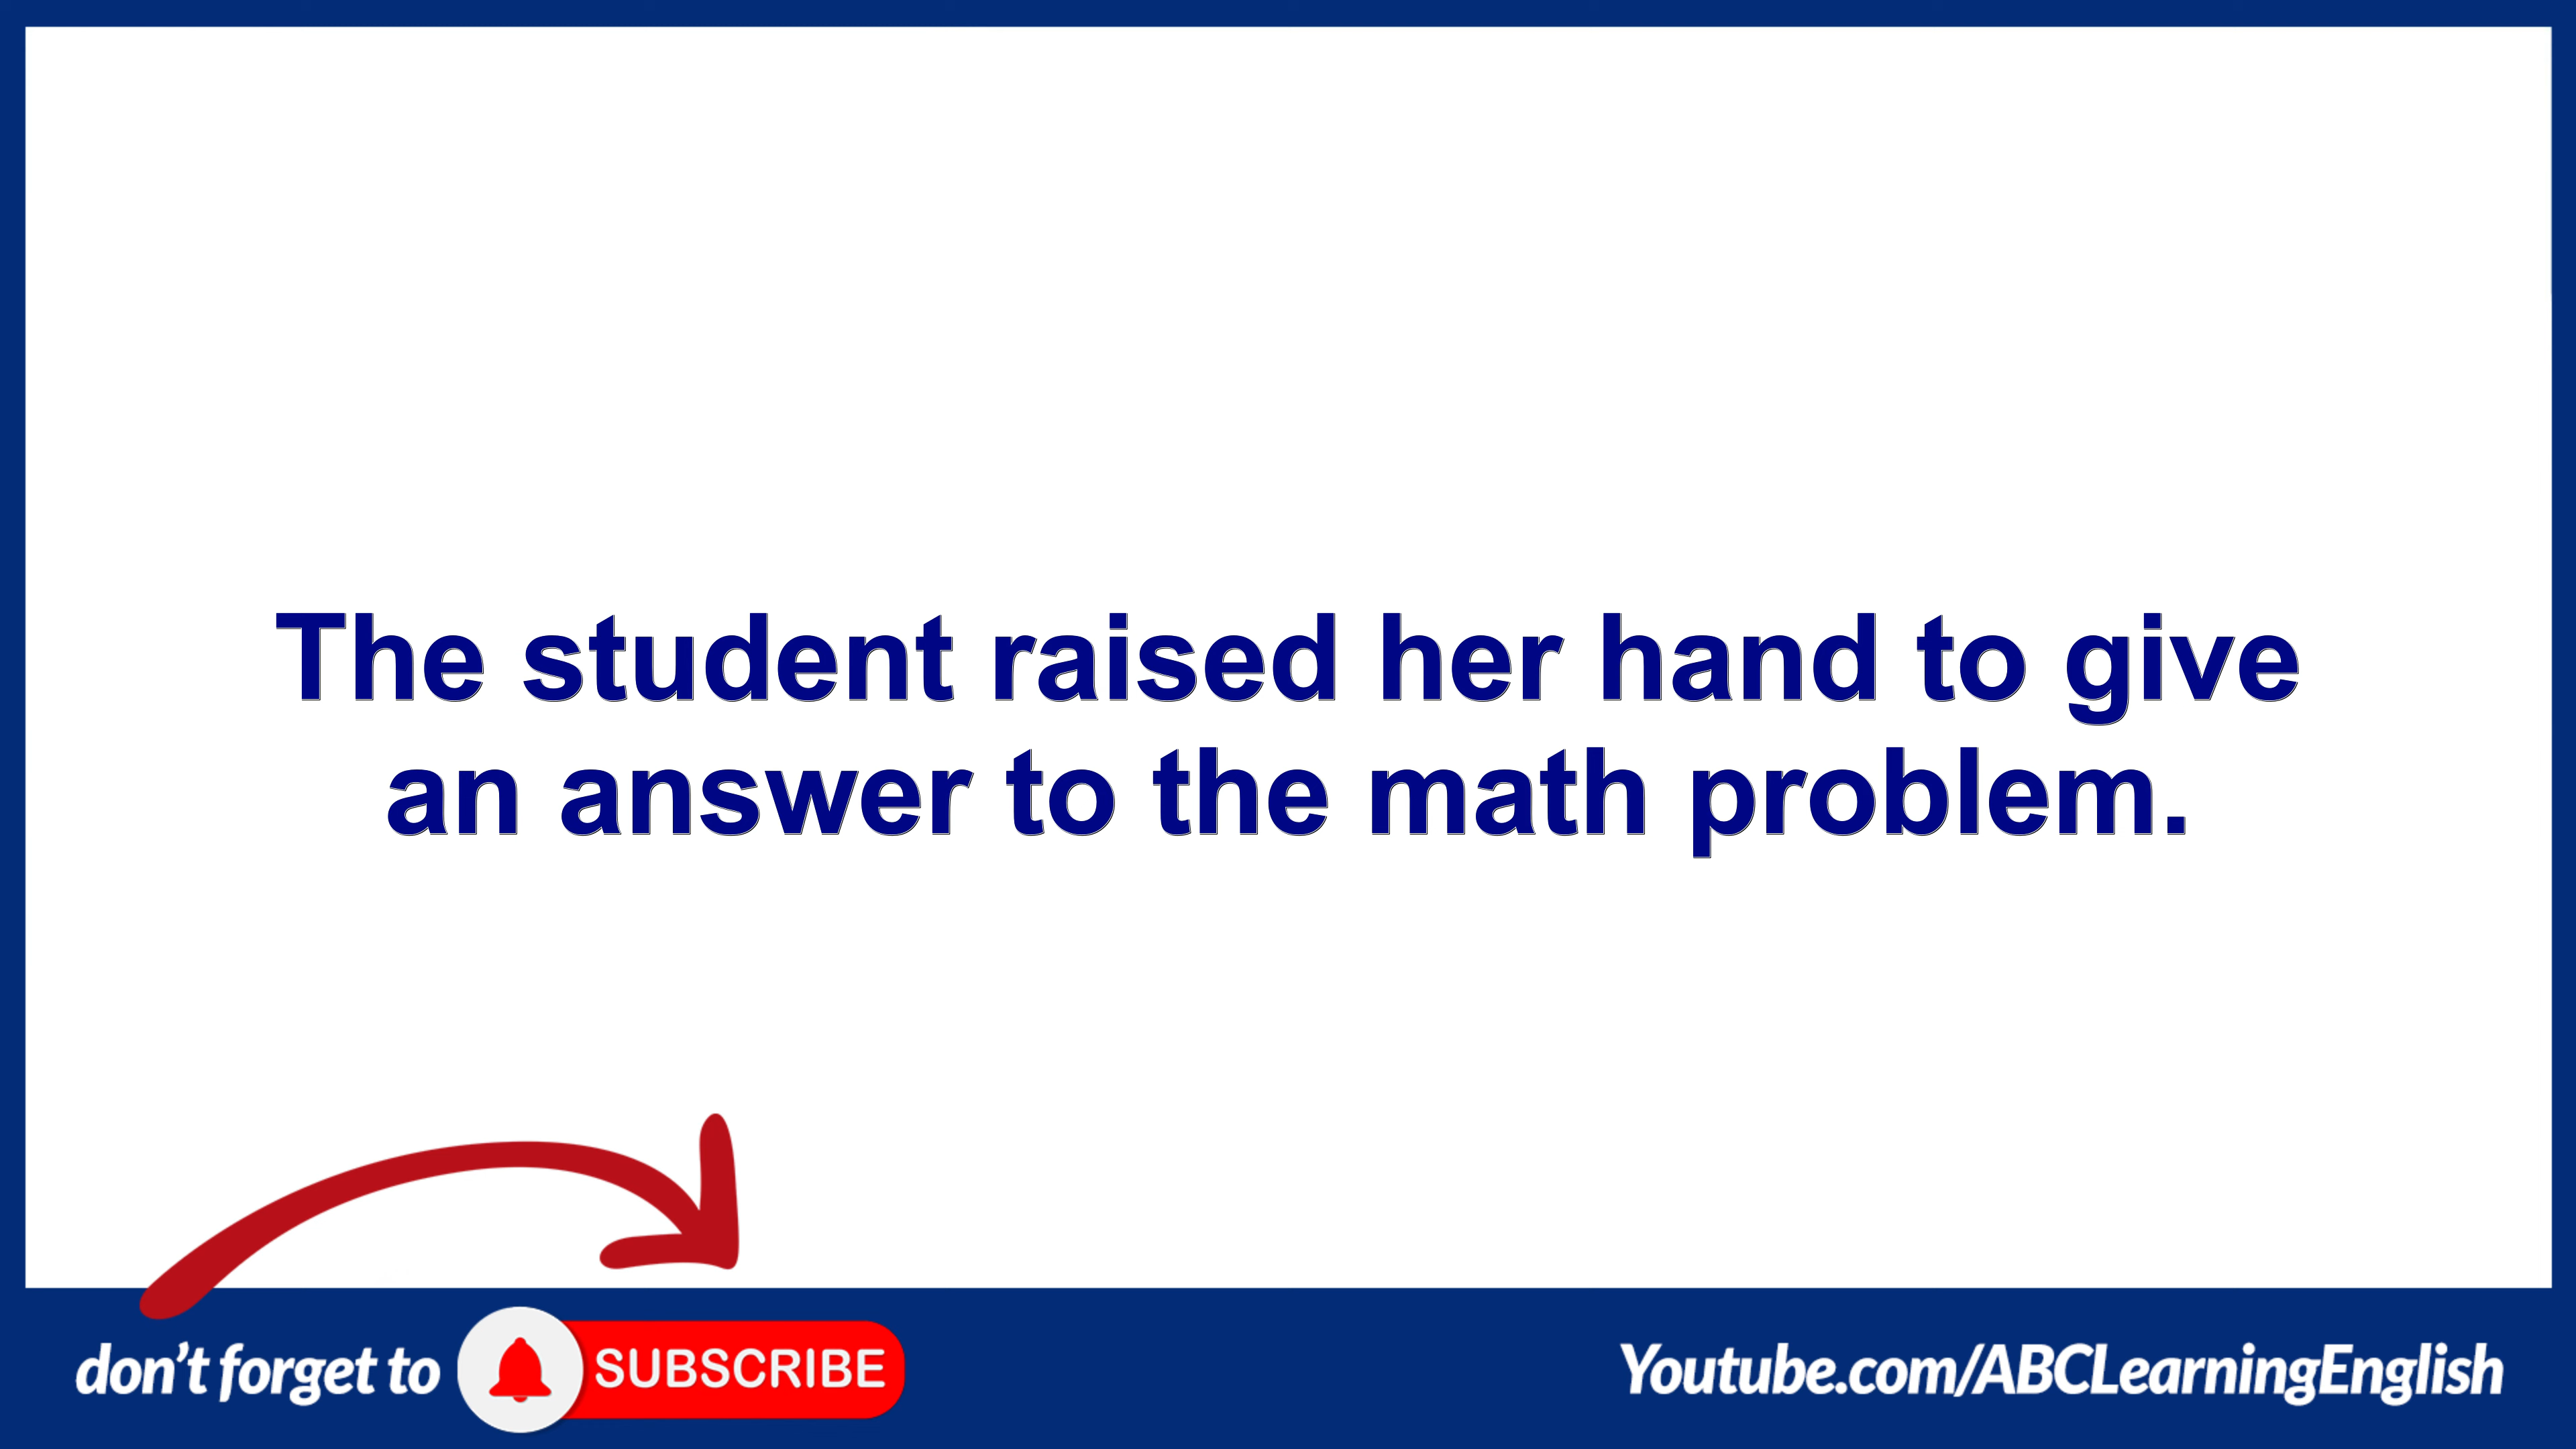 The student raised her hand to give
an answer to the math problem.
don't forget to SUBSCRIBE
Youtube.com/ABCLearningEnglish